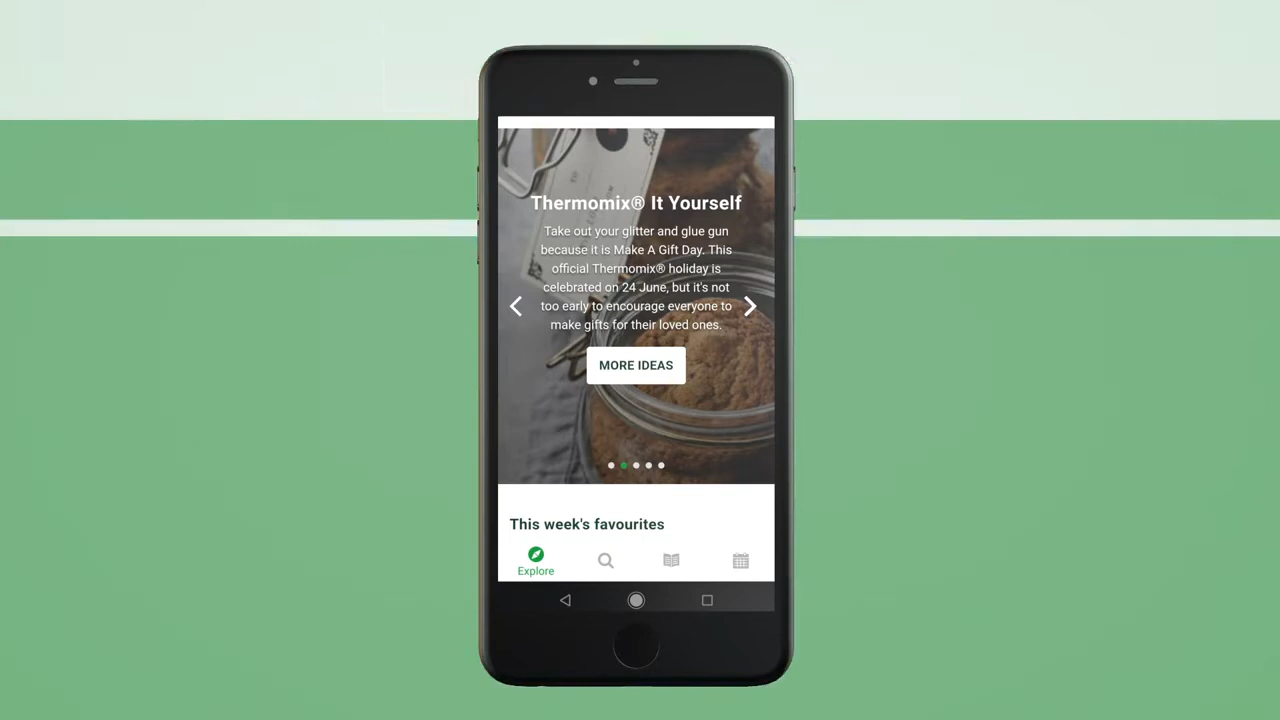 Thermomix® It Yourself
Take out your glitter and glue gun
because it is Make A Gift Day. This
official Thermomix® holiday is
celebrated on 24 June, but it's not
too early to encourage everyone to
make gifts for their loved ones.
MORE IDEAS
This week's favourites
Explore